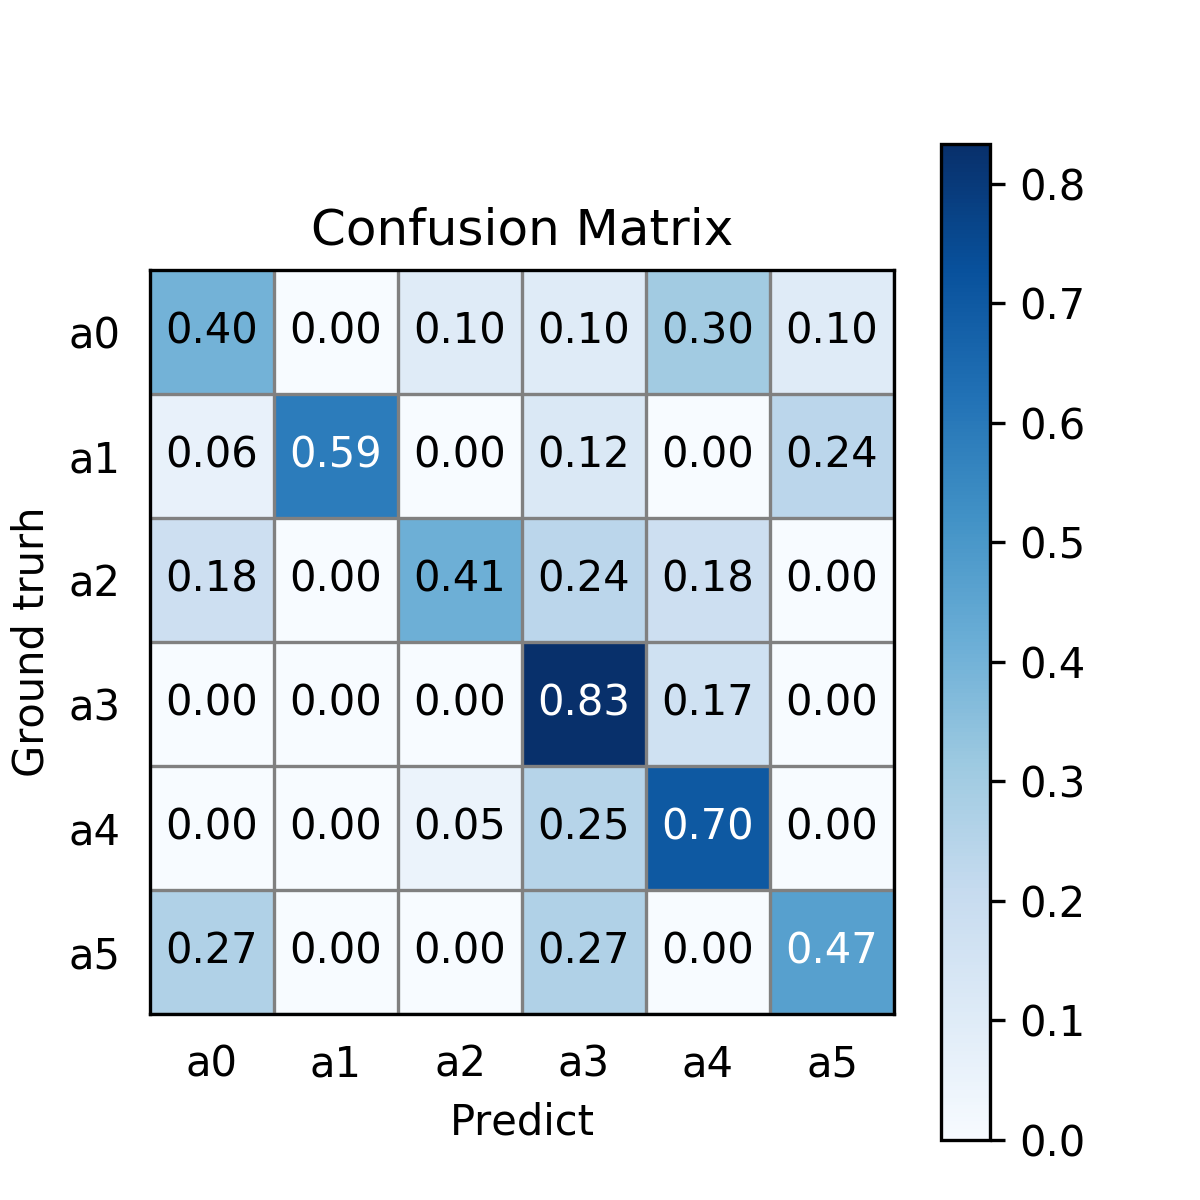 Confusion Matrix
a0 0.40 0.00 0.10 0.10 0.30 0.10
a1 0.06 0.59 0.00 0.12 0.00 0.24
a2 0.18 0.00 0.41 0.24 0.18 0.00
a3 0.00 0.00 0.00 0.83 0.17 0.00
a4 0.00 0.00 0.05 0.25 0.70 0.00
a5 0.27 0.00 0.00 0.27 0.00 0.47
a0 a1 a2 a3 a4 a5
Predict
Ground trurh
0.8
0.7
0.6
0.5
0.4
0.3
0.2
0.1
0.0